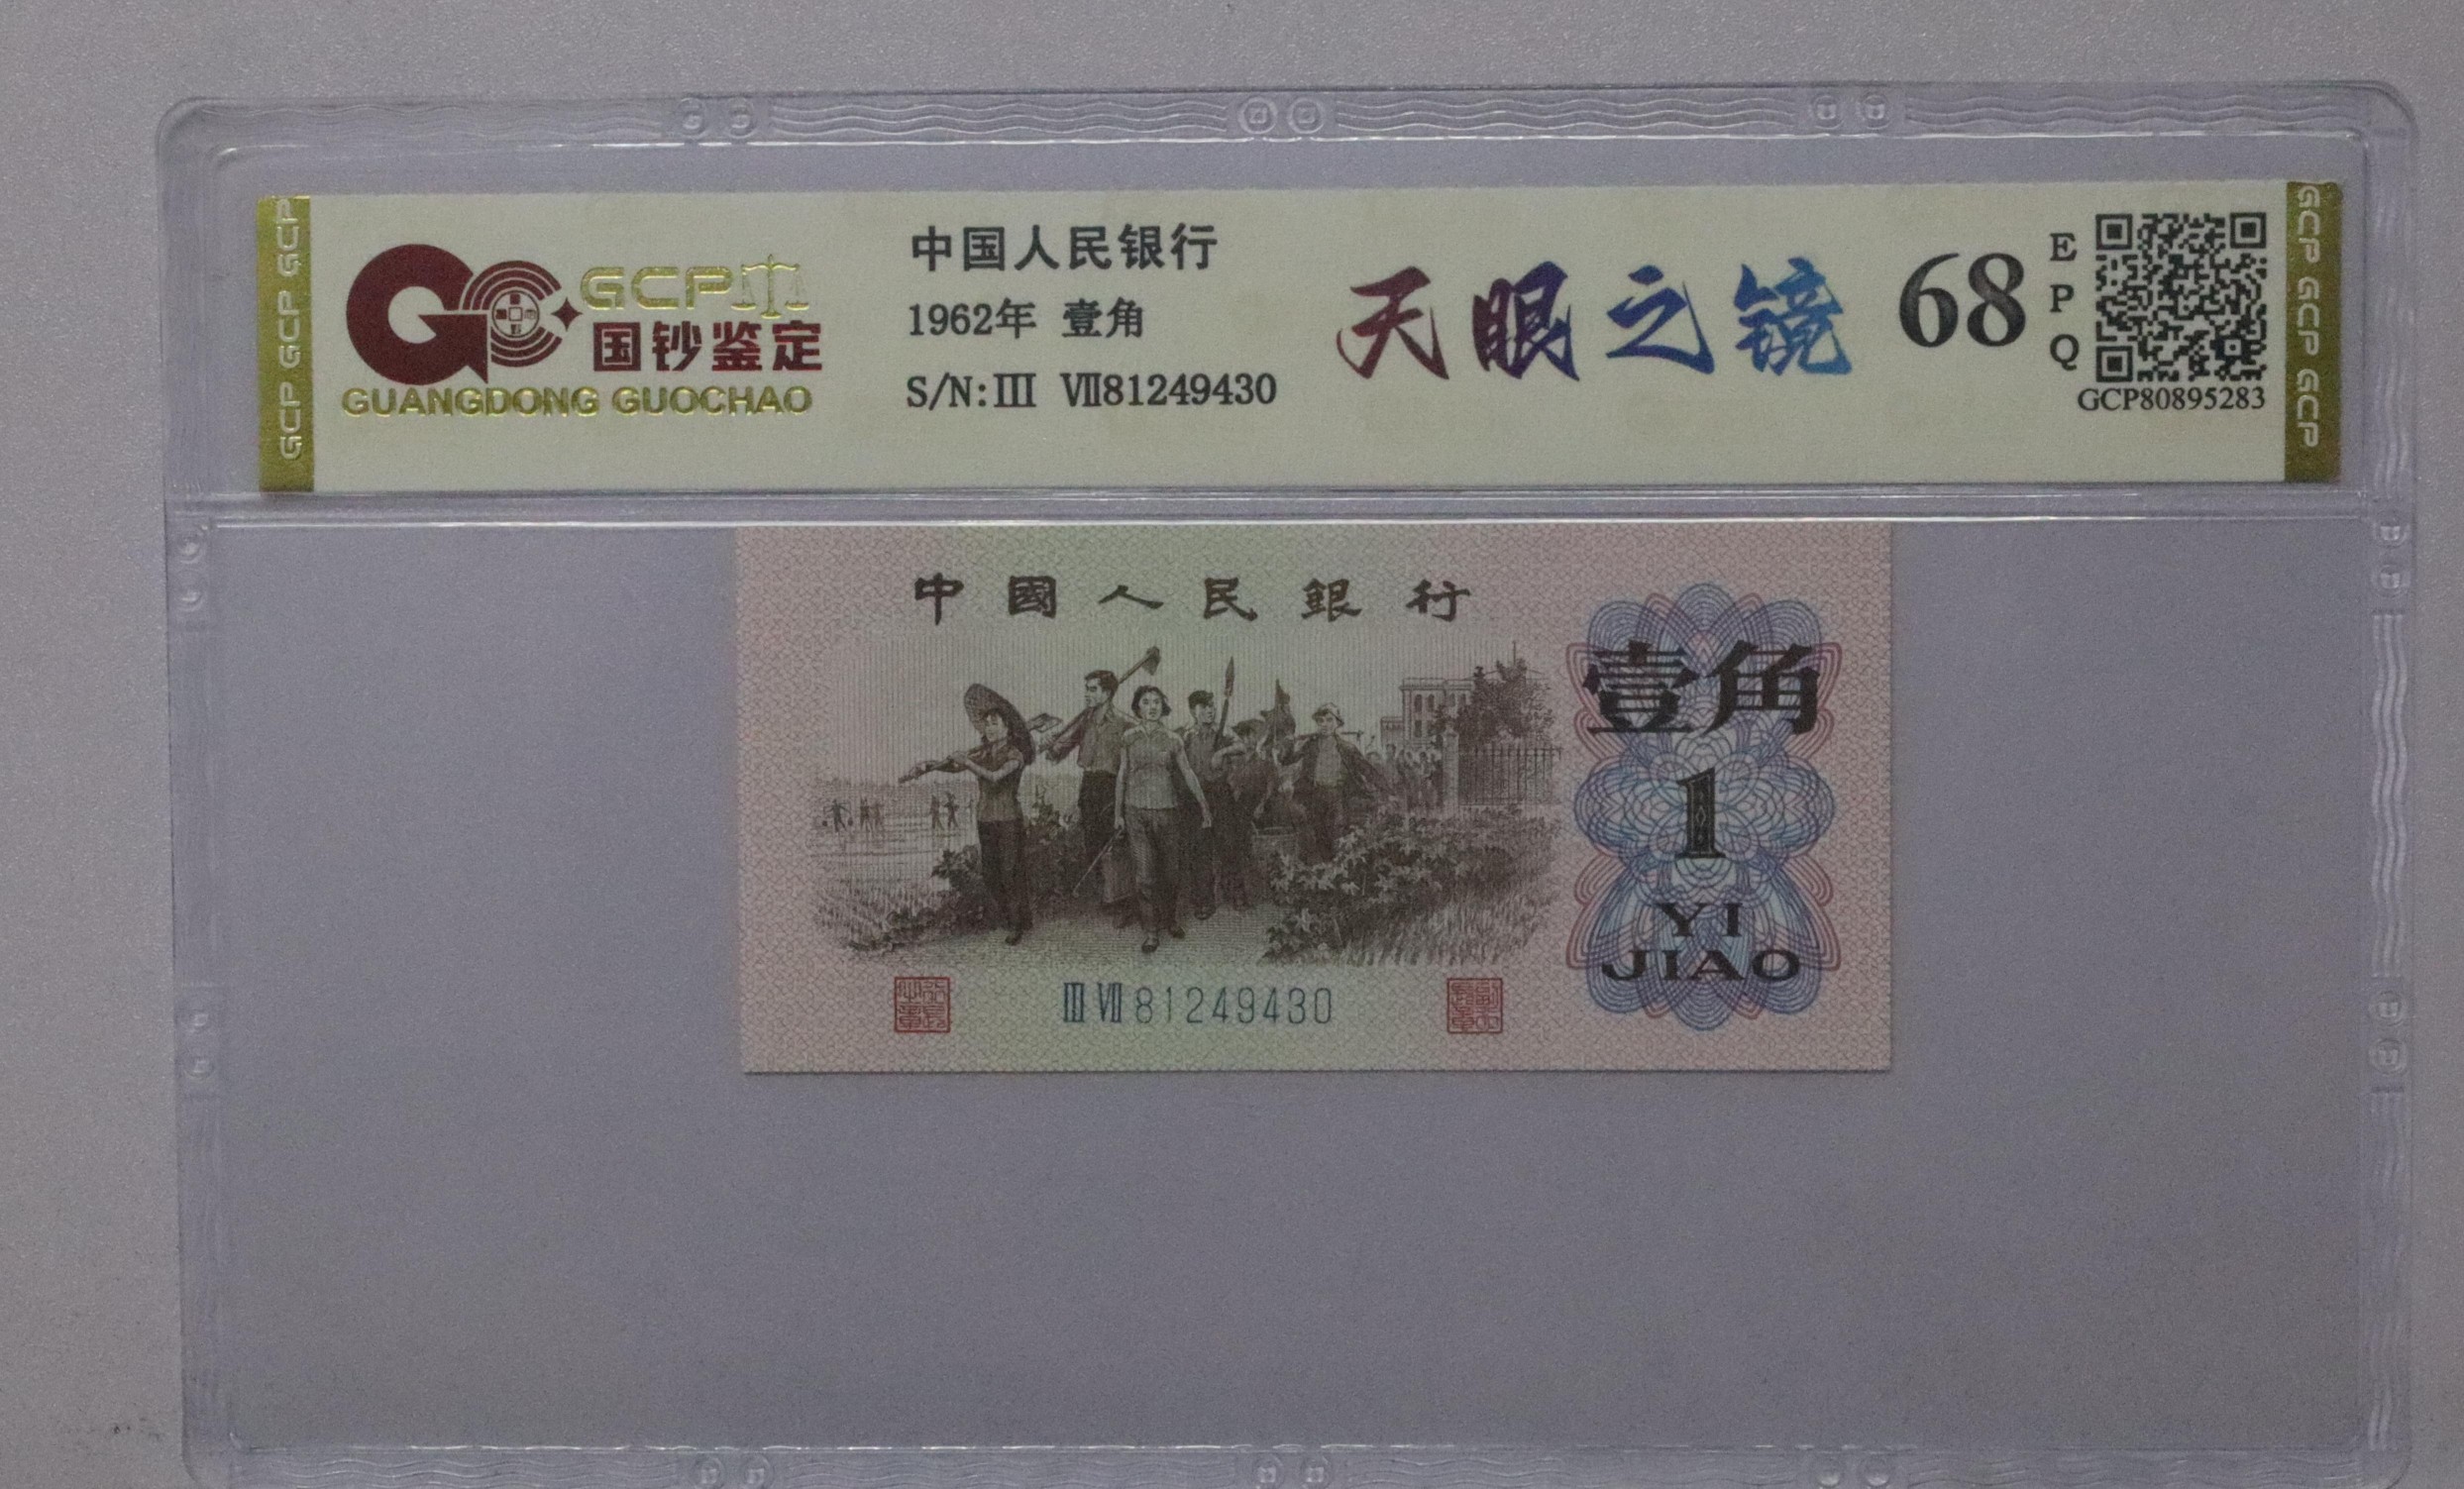 GCP GCP GCP
GCP
国钞鉴定
GUANGDONG GUOCHAO
中国人民银行
1962年 壹角
S/N:III VII81249430
天眼之镜
68
E
P
Q
GCP80895283
GCP GCP GCP
中國人民銀行
壹角
1
YI
JIAO
III VII 81249430